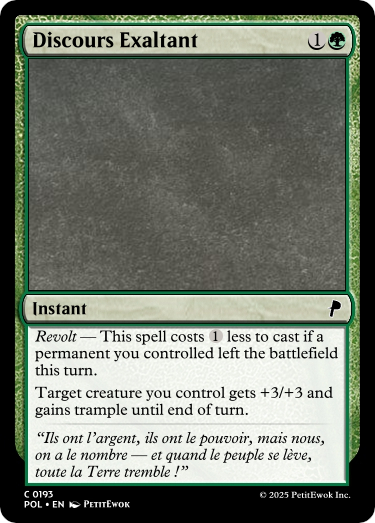 Discours Exaltant 1
Instant
Revolt — This spell costs 1 less to cast if a
permanent you controlled left the battlefield
this turn.
Target creature you control gets +3/+3 and
gains trample until end of turn.
“Ils ont l’argent, ils ont le pouvoir, mais nous,
on a le nombre — et quand le peuple se lève,
toute la Terre tremble !”
C 0193
POL • EN PetitEwok
© 2025 PetitEwok Inc.